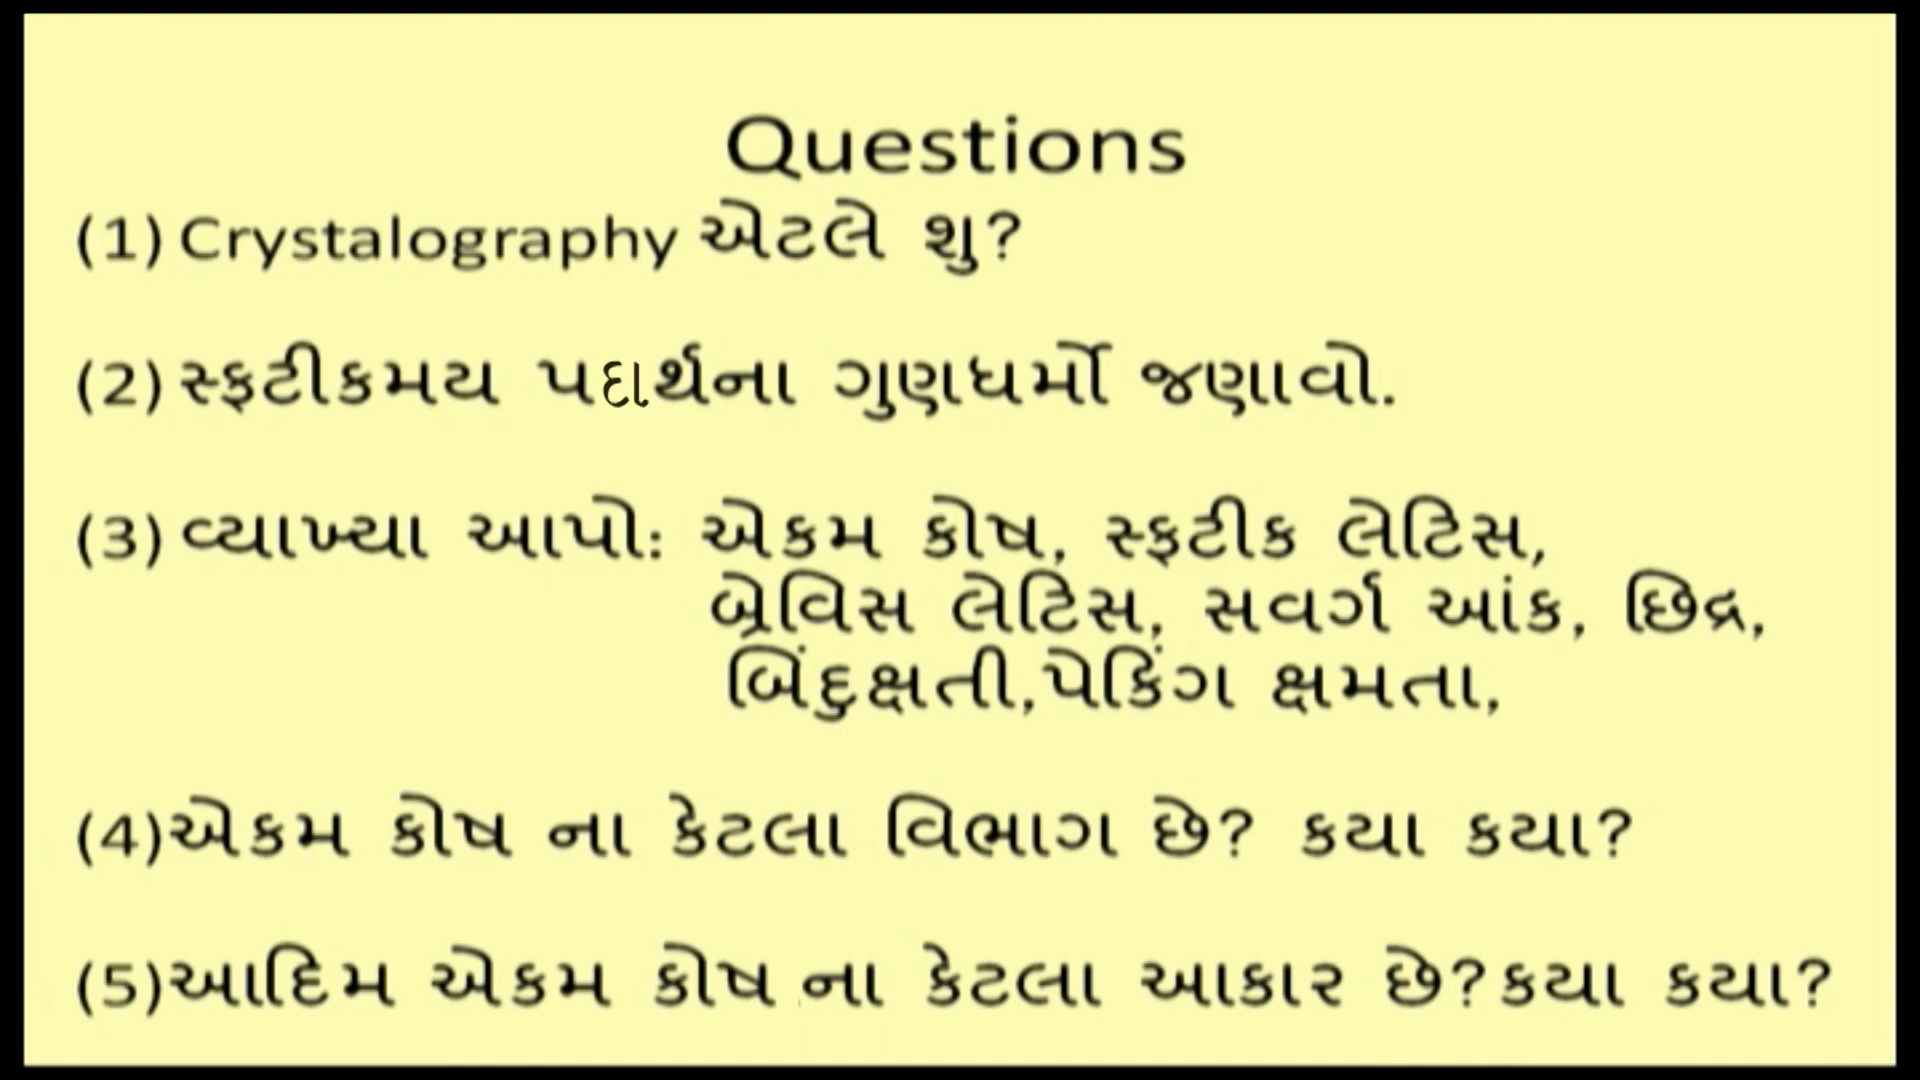 Questions
(1) Crystalography એટલે શુ?
(2) સ્ફટીકમય પદાર્થના ગુણધર્મો જણાવો.
(3) વ્યાખ્યા આપો: એકમ કોષ, સ્ફટીક લેટિસ,
બ્રેવિસ લેટિસ, સવર્ગ આંક, છિદ્ર,
બિંદુક્ષતી,પેકિંગ ક્ષમતા,
(4)એકમ કોષ ના કેટલા વિભાગ છે? કયા કયા?
(5)આદિમ એકમ કોષ ના કેટલા આકાર છે?કયા કયા?